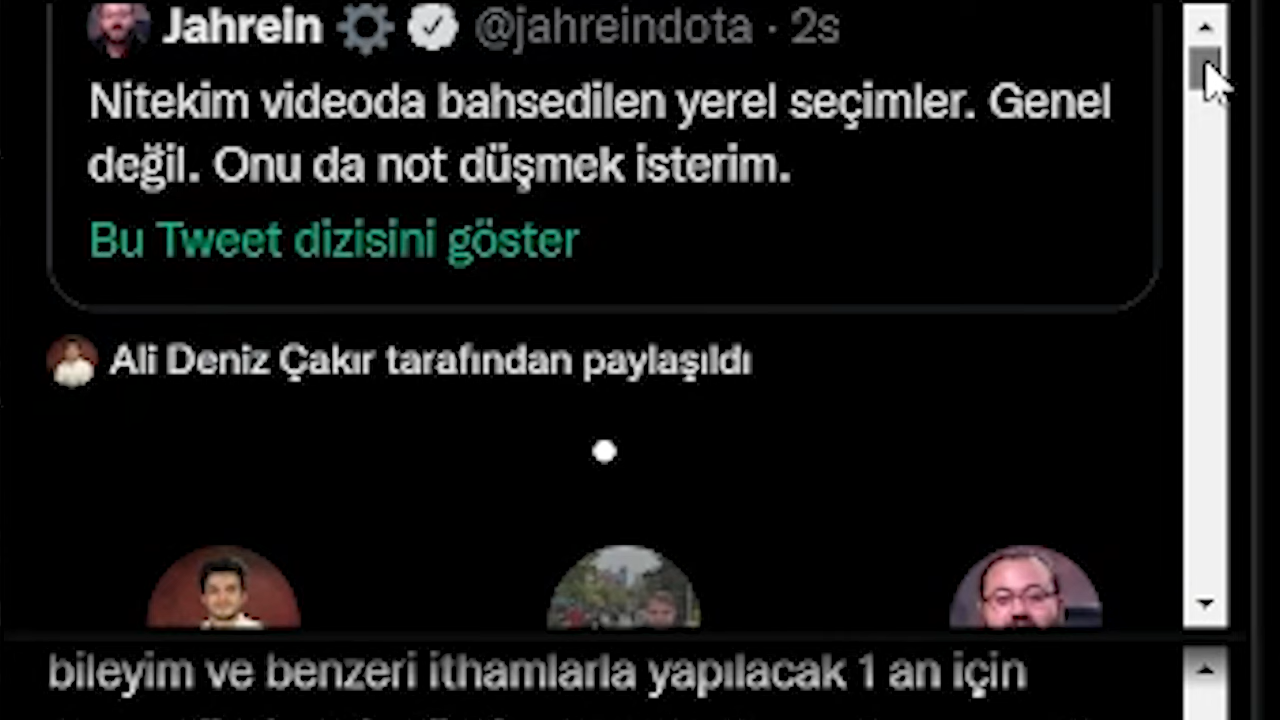 Jahrein @jahreindota · 2s
Nitekim videoda bahsedilen yerel seçimler. Genel
değil. Onu da not düşmek isterim.
Bu Tweet dizisini göster
Ali Deniz Çakır tarafından paylaşıldı
bileyim ve benzeri ithamlarla yapılacak 1 an için